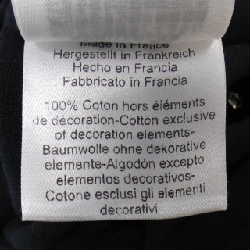 Made in France
Hergestellt in Frankreich
Hecho en Francia
Fabbricato in Francia
100% Coton hors éléments
de decoration-Cotton exclusive
of decoration elements-
Baumwolle ohne dekorative
elemente-Algodón excepto
elementos decorativos-
Cotone esclusi gli elementi
decorativi